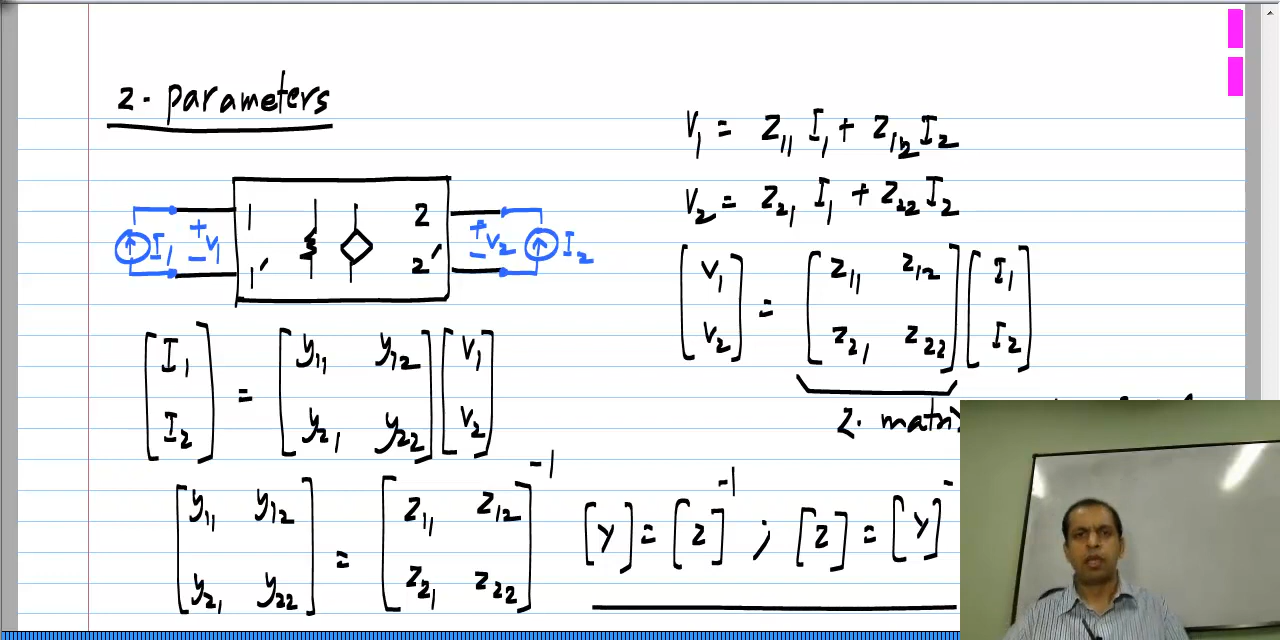 z. parameters
V1 = Z11 I1 + Z12 I2
V2 = Z21 I1 + Z22 I2
I1 + V1 − 1 1′ 2 2′ + V2 − I2
[V1 V2] = [Z11 Z12 Z21 Z22] [I1 I2]
z. matrix
[I1 I2] = [y11 y12 y21 y22] [V1 V2]
[y11 y12 y21 y22] = [Z11 Z12 Z21 Z22]^-1
[Y] = [Z]^-1 ; [Z] = [Y]^-